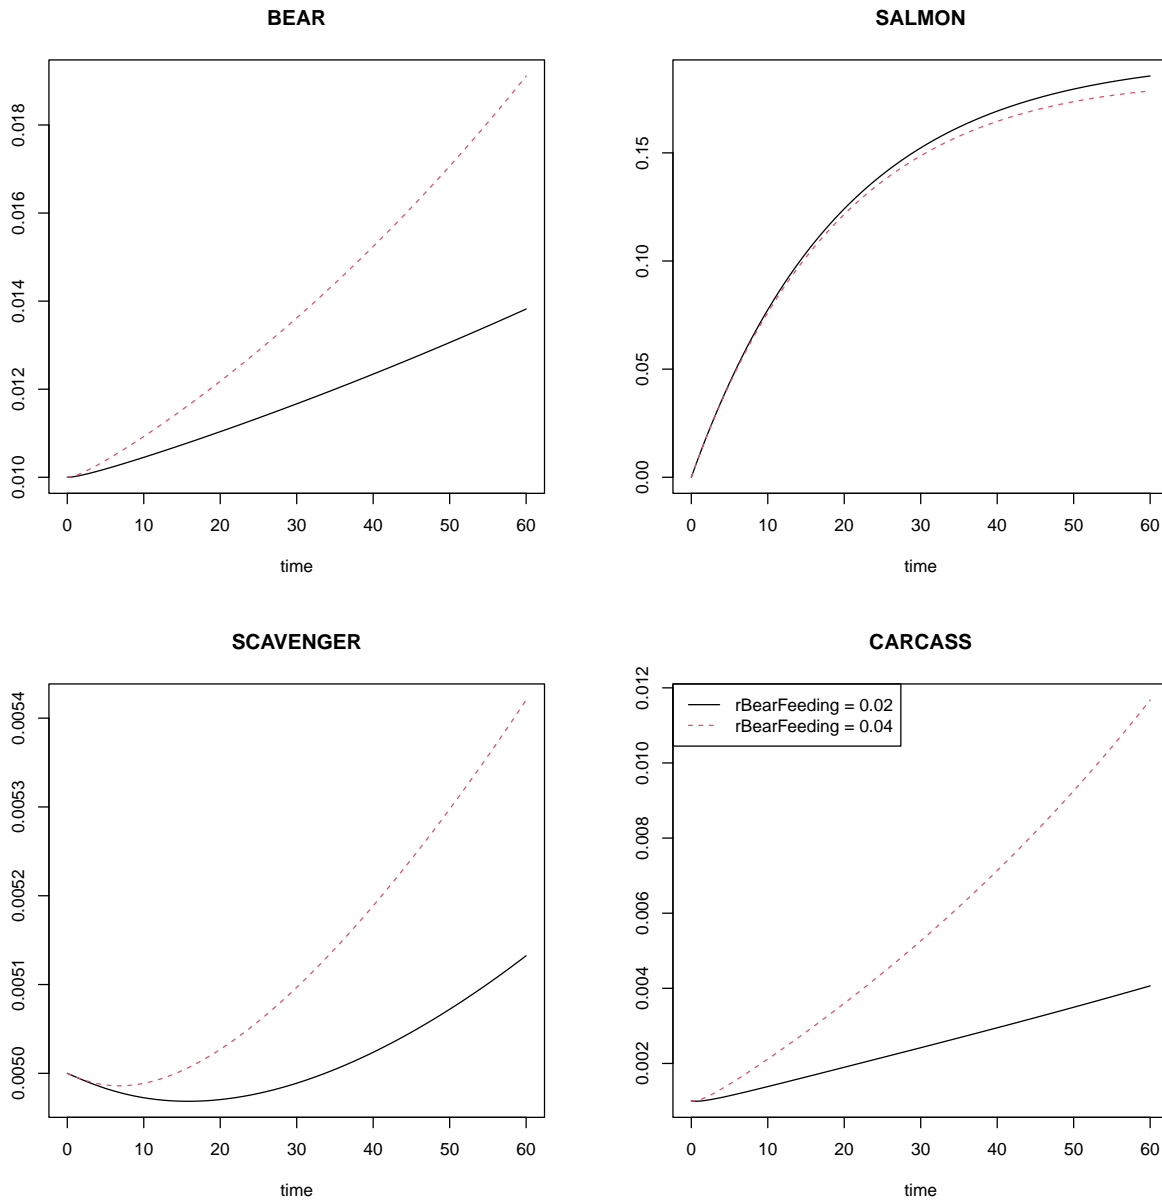 BEAR
0.018
0.016
0.014
0.012
0.010
0 10 20 30 40 50 60
time
SALMON
0.15
0.10
0.05
0.00
0 10 20 30 40 50 60
time
SCAVENGER
0.0054
0.0053
0.0052
0.0051
0.0050
0 10 20 30 40 50 60
time
CARCASS
0.012
0.010
0.008
0.006
0.004
0.002
rBearFeeding = 0.02
rBearFeeding = 0.04
0 10 20 30 40 50 60
time